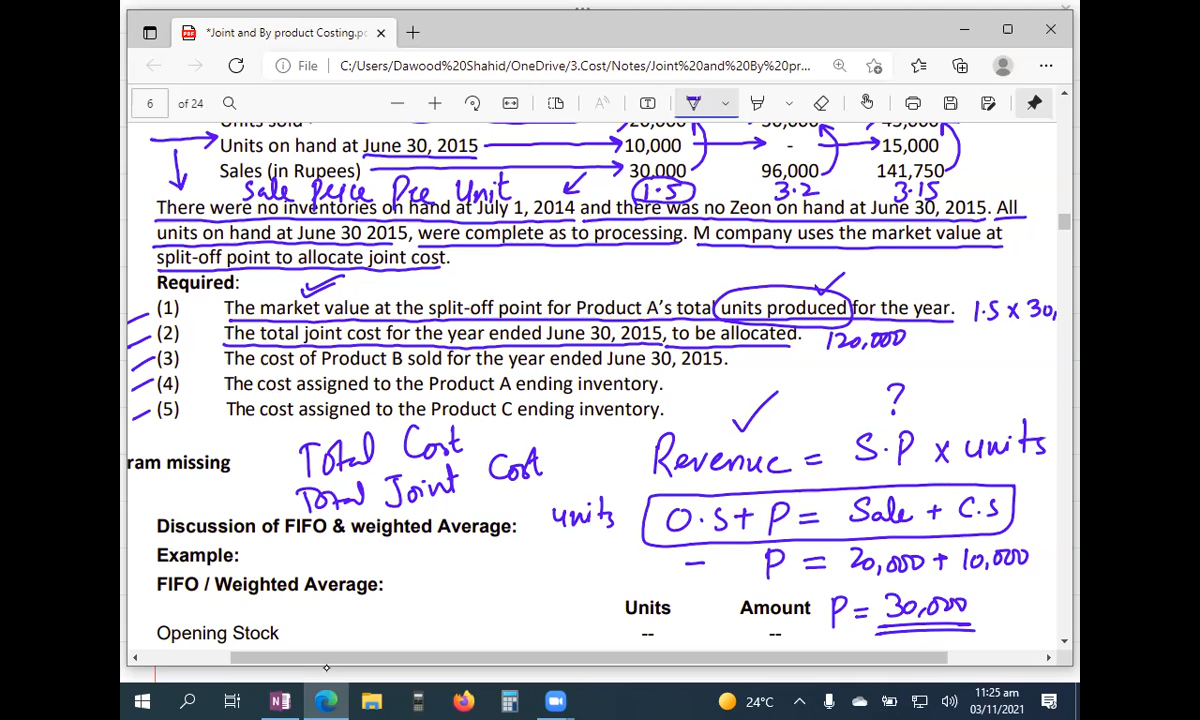 *Joint and By product Costing.pc
File C:/Users/Dawood%20Shahid/OneDrive/3.Cost/Notes/Joint%20and%20By%20pr...
6 of 24
Units sold 20,000 30,000 45,000
Units on hand at June 30, 2015 10,000 - 15,000
Sales (in Rupees) 30,000 96,000 141,750
Sale Price Per Unit 1.5 3.2 3.15
There were no inventories on hand at July 1, 2014 and there was no Zeon on hand at June 30, 2015. All
units on hand at June 30 2015, were complete as to processing. M company uses the market value at
split-off point to allocate joint cost.
Required:
(1) The market value at the split-off point for Product A's total units produced for the year. 1.5 x 30,
(2) The total joint cost for the year ended June 30, 2015, to be allocated. 120,000
(3) The cost of Product B sold for the year ended June 30, 2015.
(4) The cost assigned to the Product A ending inventory.
(5) The cost assigned to the Product C ending inventory.
?
Total Cost
Revenue = S.P x units
ram missing
Total Joint Cost
units O.S + P = Sale + C.S
Discussion of FIFO & weighted Average:
Example:
- P = 20,000 + 10,000
FIFO / Weighted Average:
Units Amount P = 30,000
Opening Stock -- --
24°C
11:25 am
03/11/2021